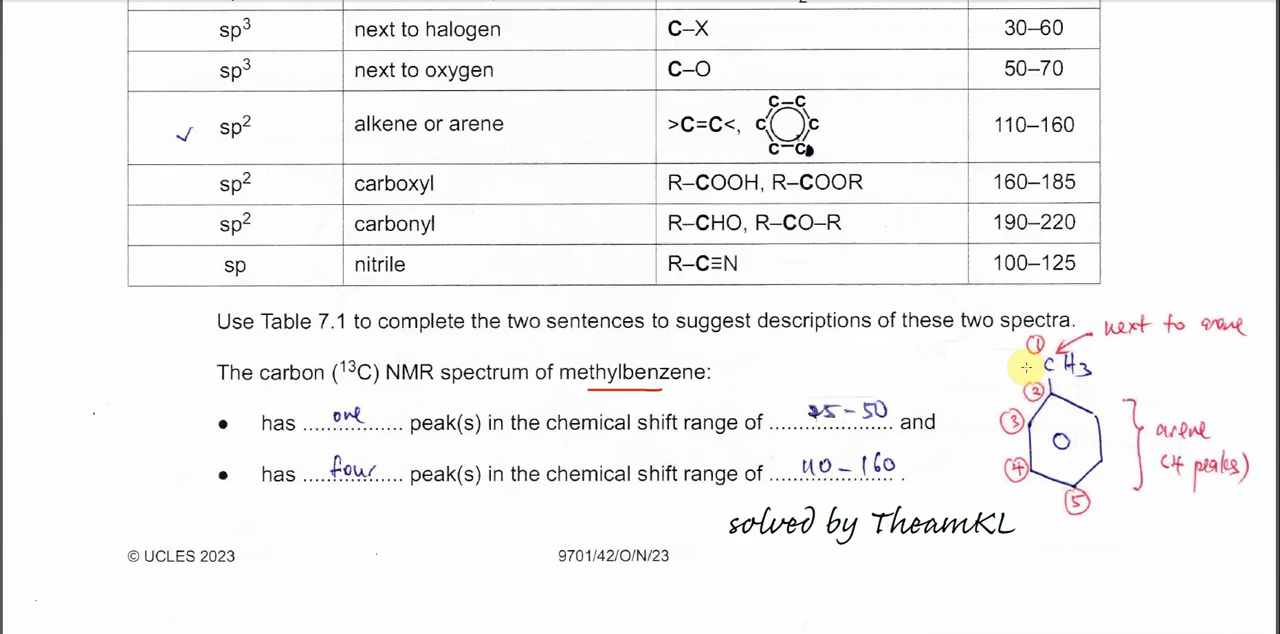 sp3 next to halogen C–X 30–60
sp3 next to oxygen C–O 50–70
✓ sp2 alkene or arene >C=C<, C C C C C C 110–160
sp2 carboxyl R–COOH, R–COOR 160–185
sp2 carbonyl R–CHO, R–CO–R 190–220
sp nitrile R–C≡N 100–125
Use Table 7.1 to complete the two sentences to suggest descriptions of these two spectra.
next to arene
① CH3
The carbon (13C) NMR spectrum of methylbenzene:
②
• has one peak(s) in the chemical shift range of 25–50 and
③
arene
• has four peak(s) in the chemical shift range of 110–160 .
④
(4 peaks)
⑤
solved by TheamKL
© UCLES 2023 9701/42/O/N/23